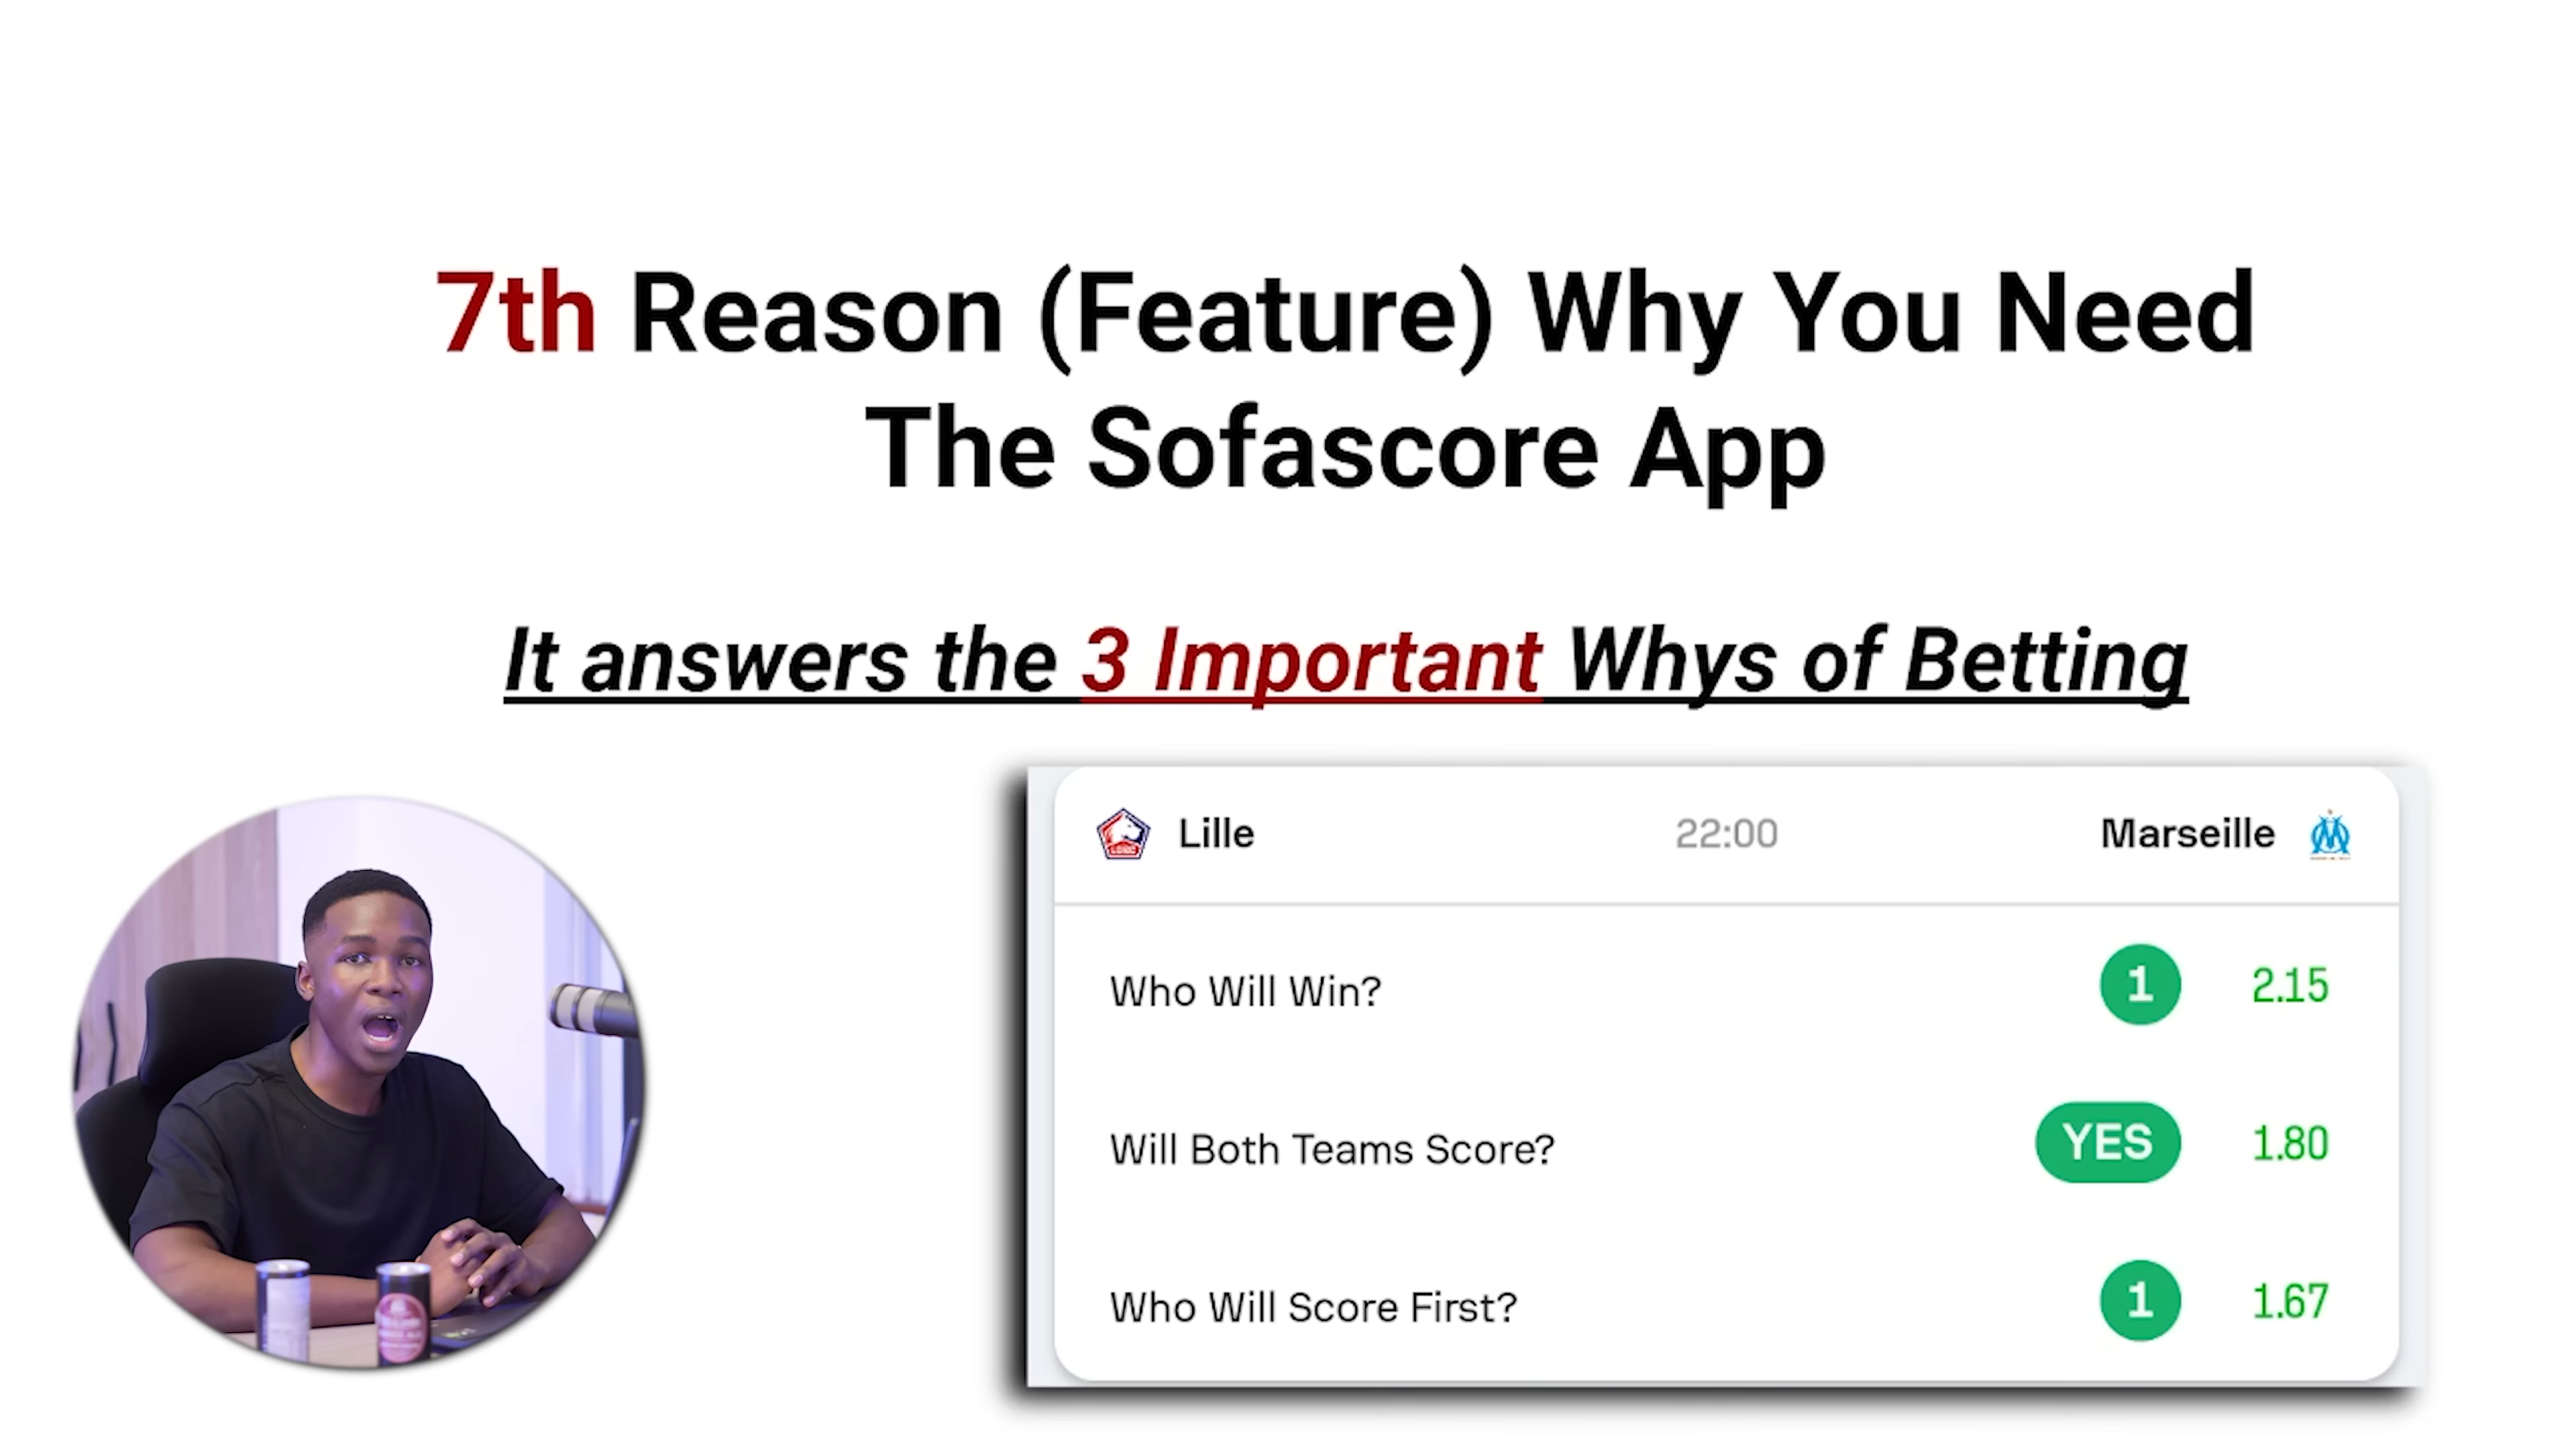 7th Reason (Feature) Why You Need
The Sofascore App
It answers the 3 Important Whys of Betting
Lille 22:00 Marseille
Who Will Win? 1 2.15
Will Both Teams Score? YES 1.80
Who Will Score First? 1 1.67